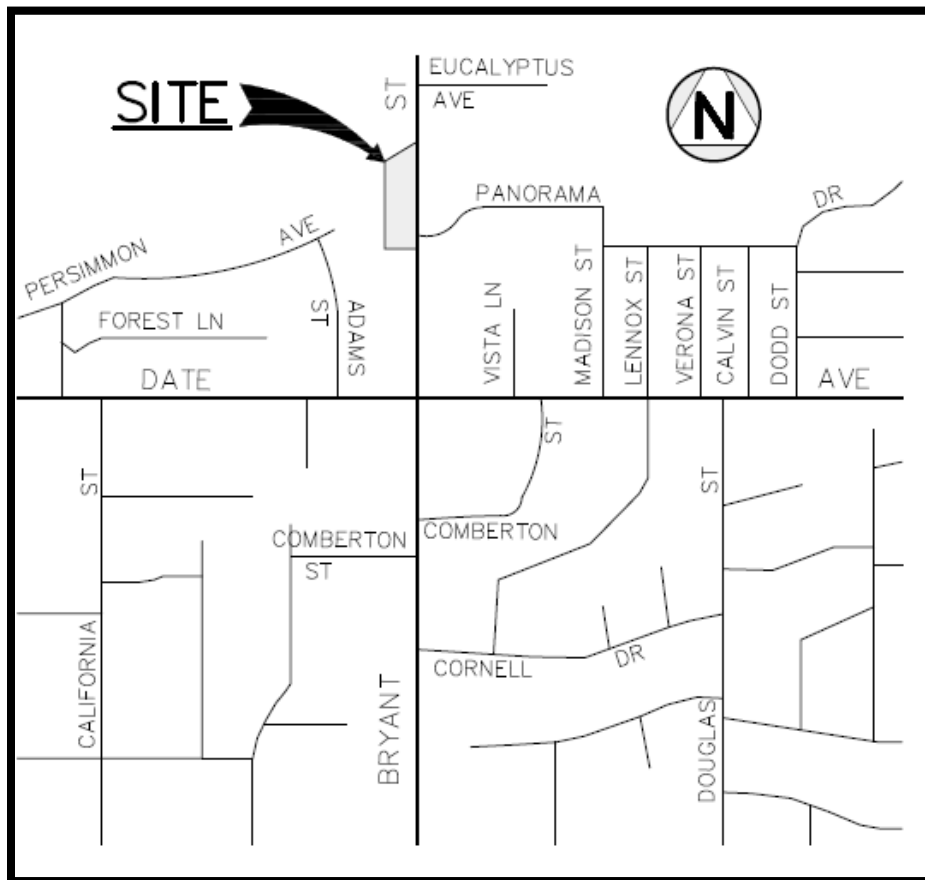 EUCALYPTUS
AVE
ST
SITE
N
PANORAMA
DR
PERSIMMON
AVE
FOREST LN
ST
ADAMS
VISTA LN
MADISON ST
LENNOX ST
VERONA ST
CALVIN ST
DODD ST
DATE
AVE
ST
ST
ST
COMBERTON
ST
COMBERTON
CALIFORNIA
BRYANT
CORNELL
DR
DOUGLAS